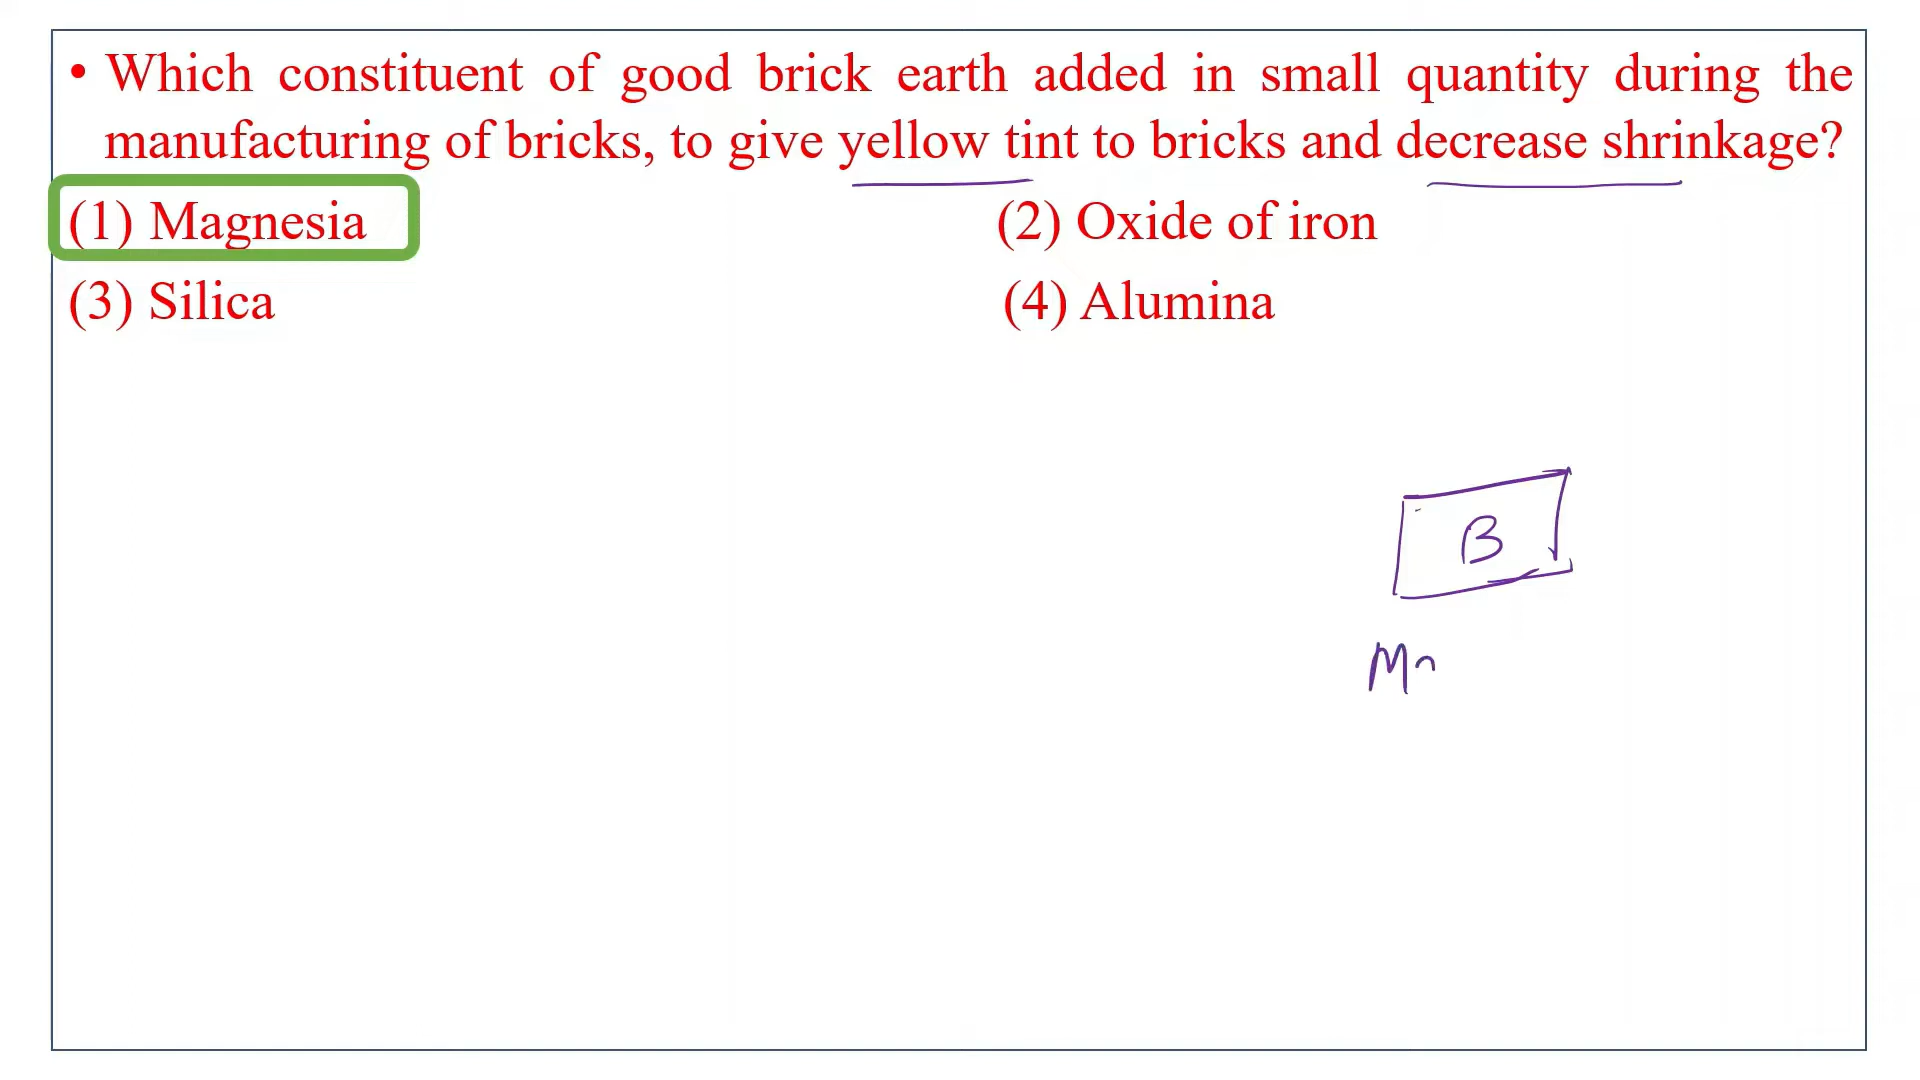 • Which constituent of good brick earth added in small quantity during the
manufacturing of bricks, to give yellow tint to bricks and decrease shrinkage?
(1) Magnesia (2) Oxide of iron
(3) Silica (4) Alumina
B